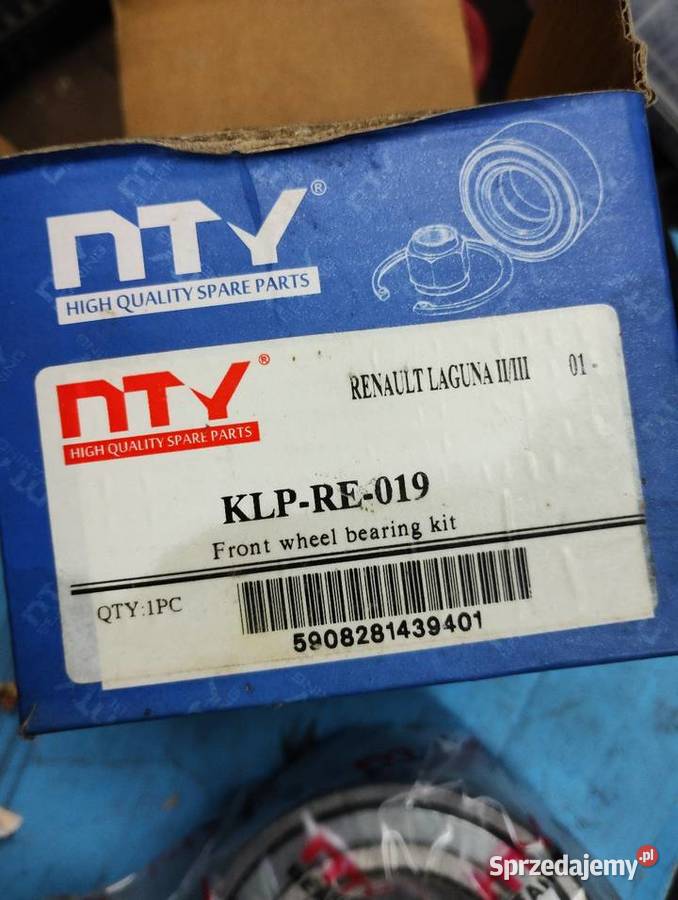 NTY®
HIGH QUALITY SPARE PARTS
NTY®
HIGH QUALITY SPARE PARTS
RENAULT LAGUNA II/III 01 -
KLP-RE-019
Front wheel bearing kit
QTY:1PC
5908281439401
NTY
Sprzedajemy.pl